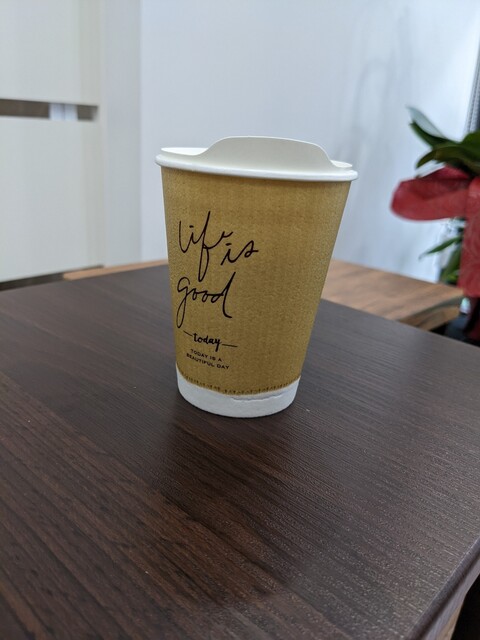 life is
good
today
TODAY IS A
BEAUTIFUL DAY